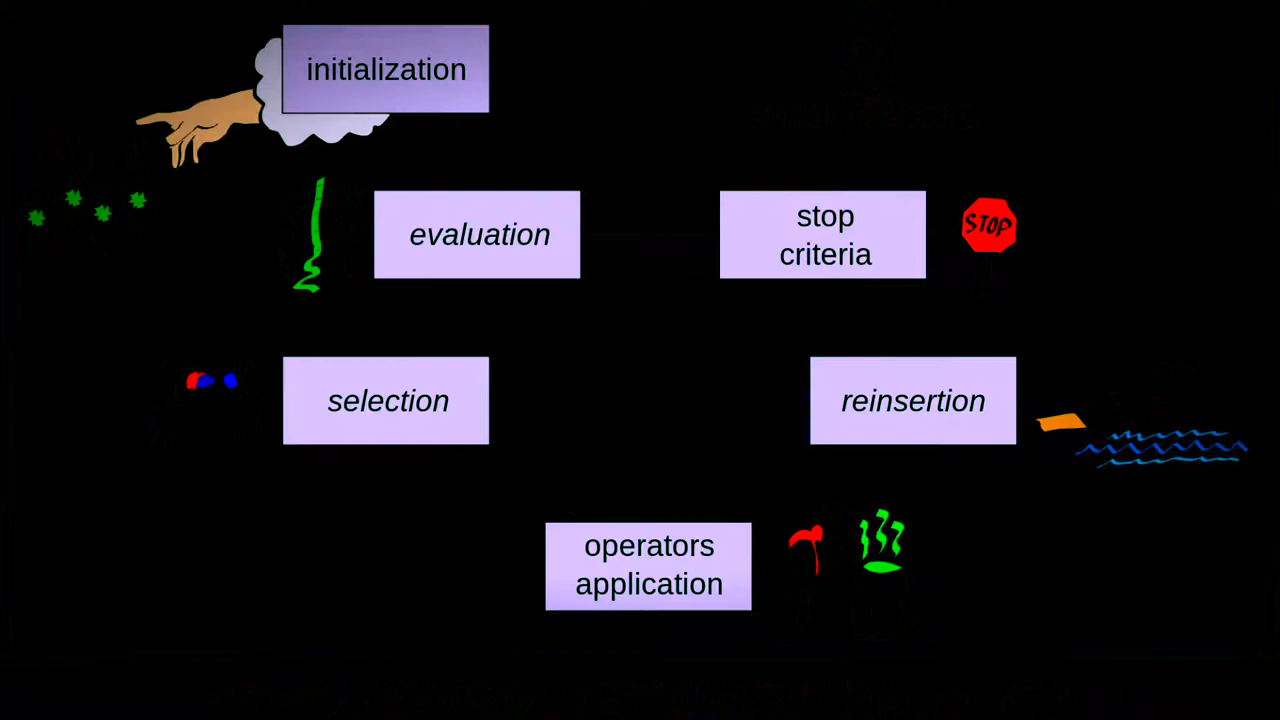 initialization
evaluation
stop
criteria
STOP
selection
reinsertion
operators
application